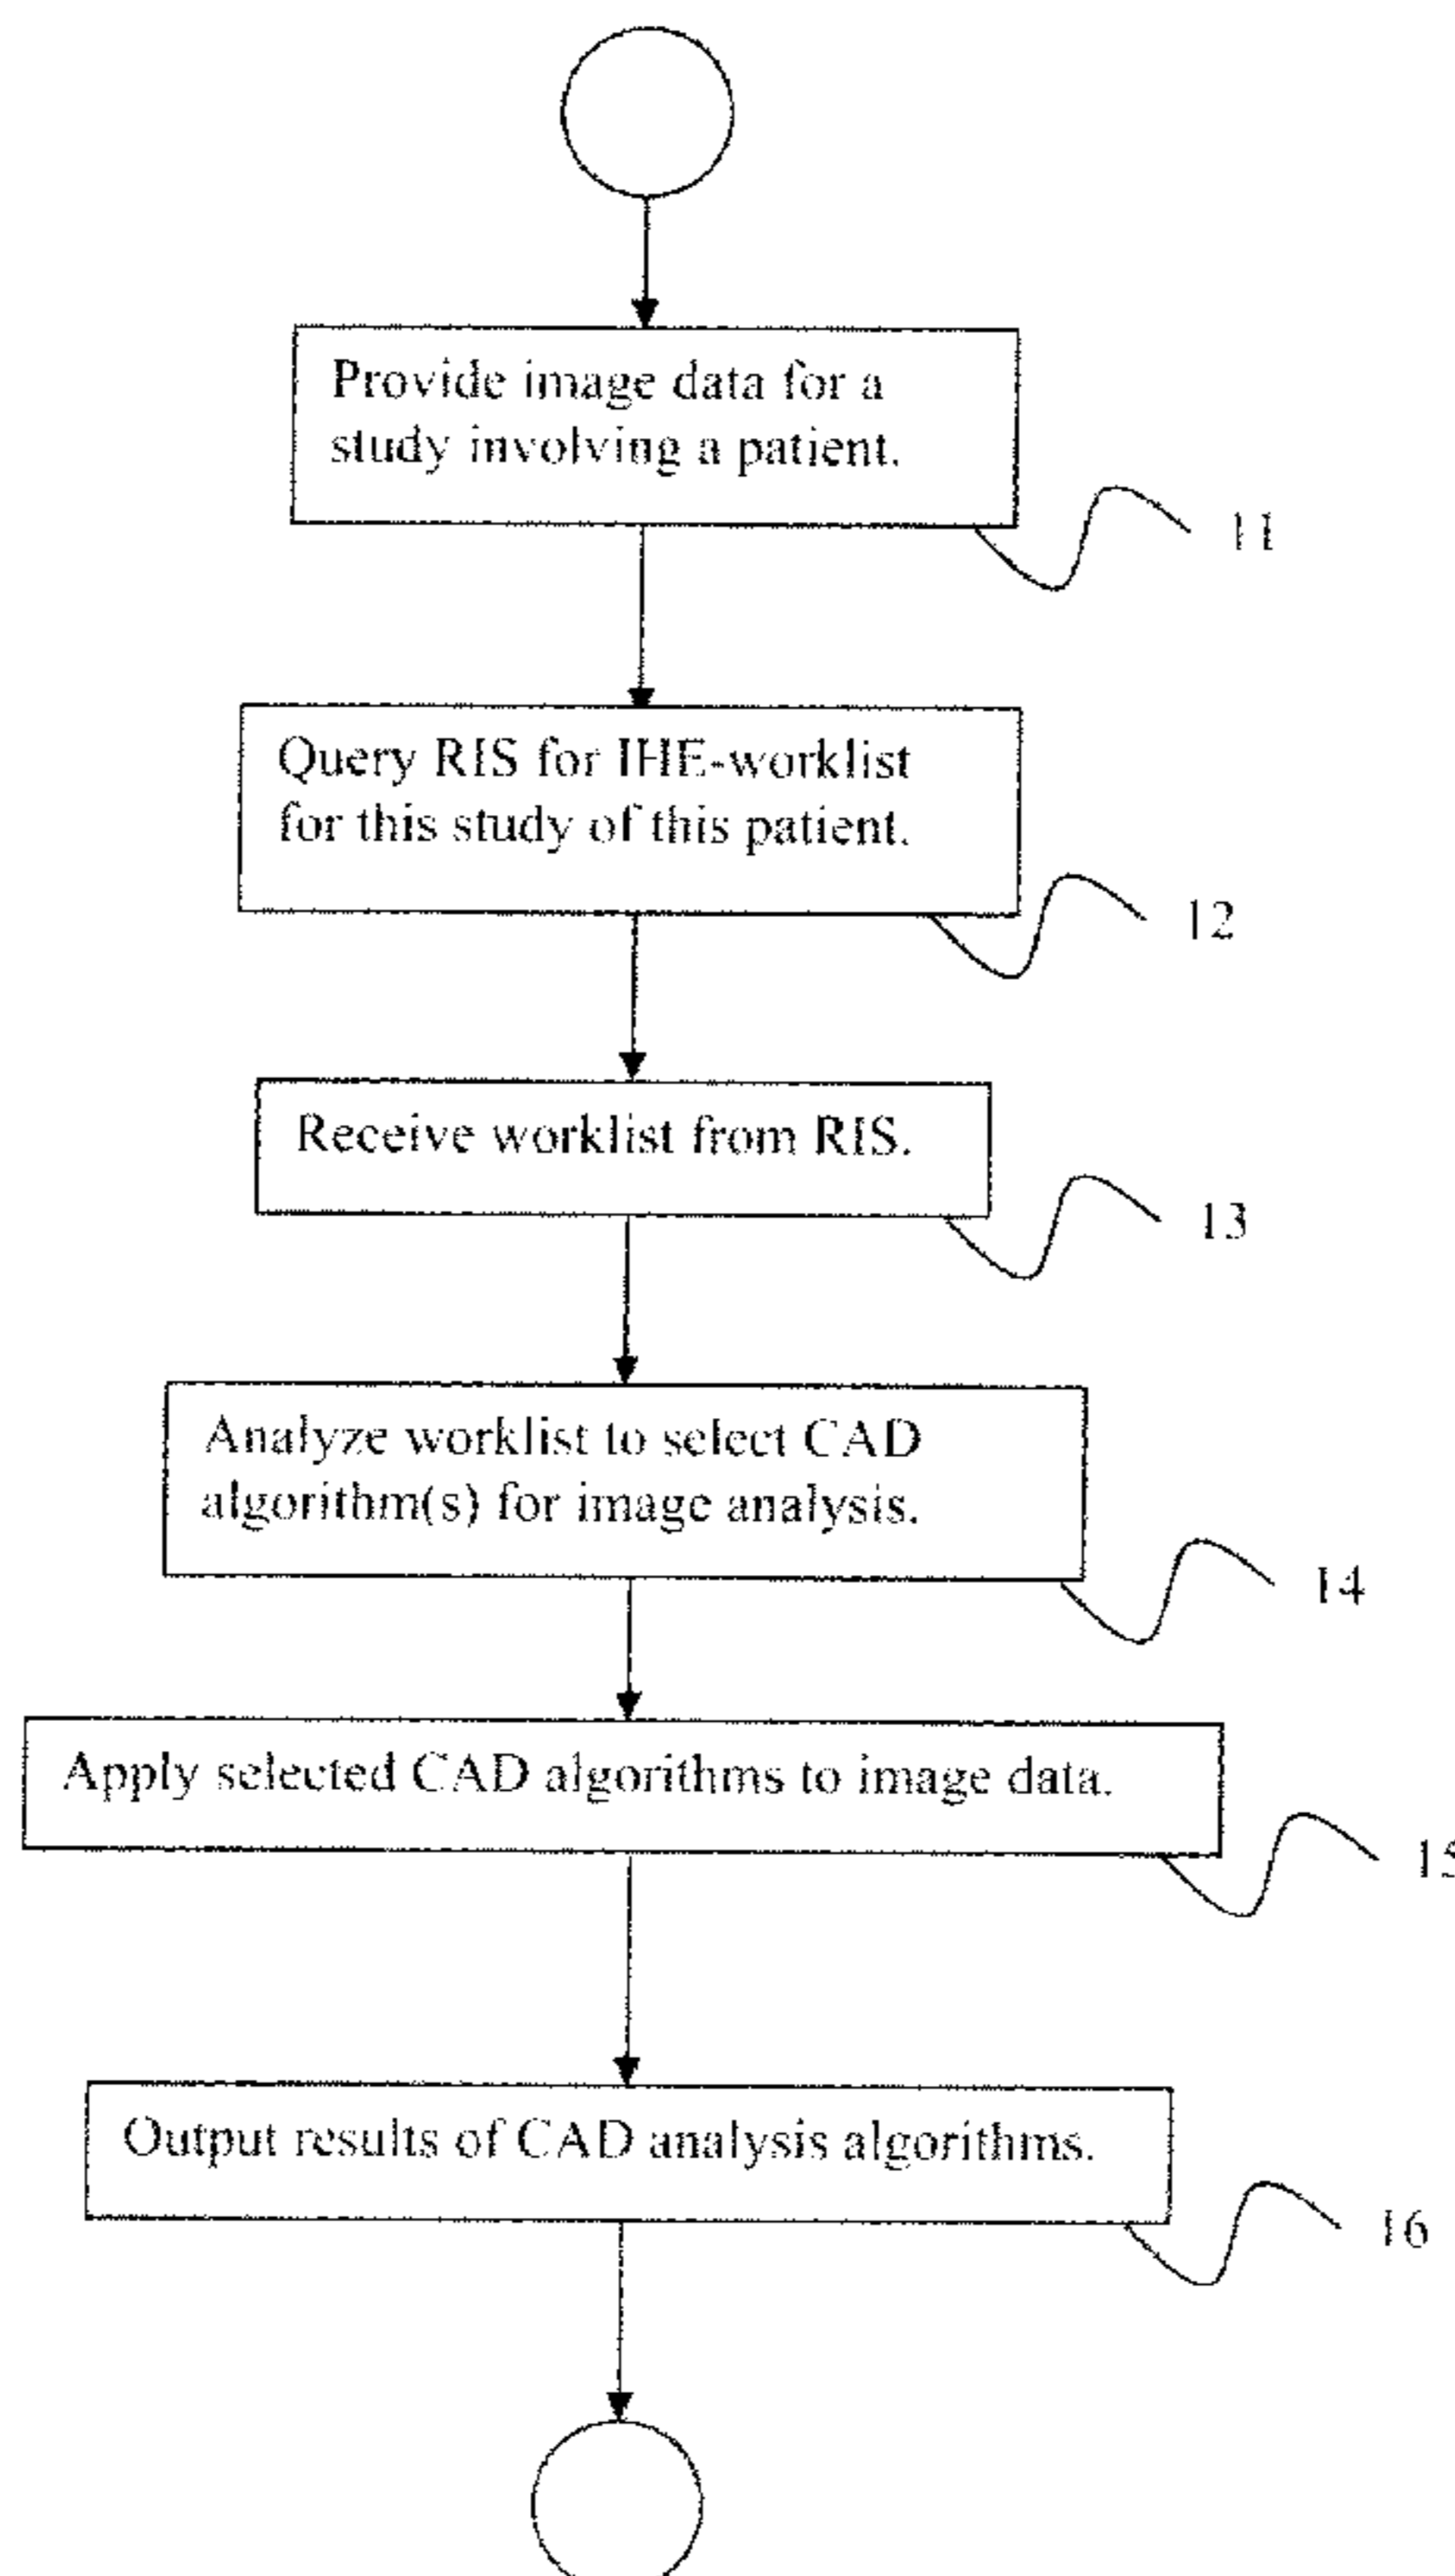 Provide image data for a
study involving a patient.
11
Query RIS for IHE-worklist
for this study of this patient.
12
Receive worklist from RIS.
13
Analyze worklist to select CAD
algorithm(s) for image analysis.
14
Apply selected CAD algorithms to image data.
15
Output results of CAD analysis algorithms.
16